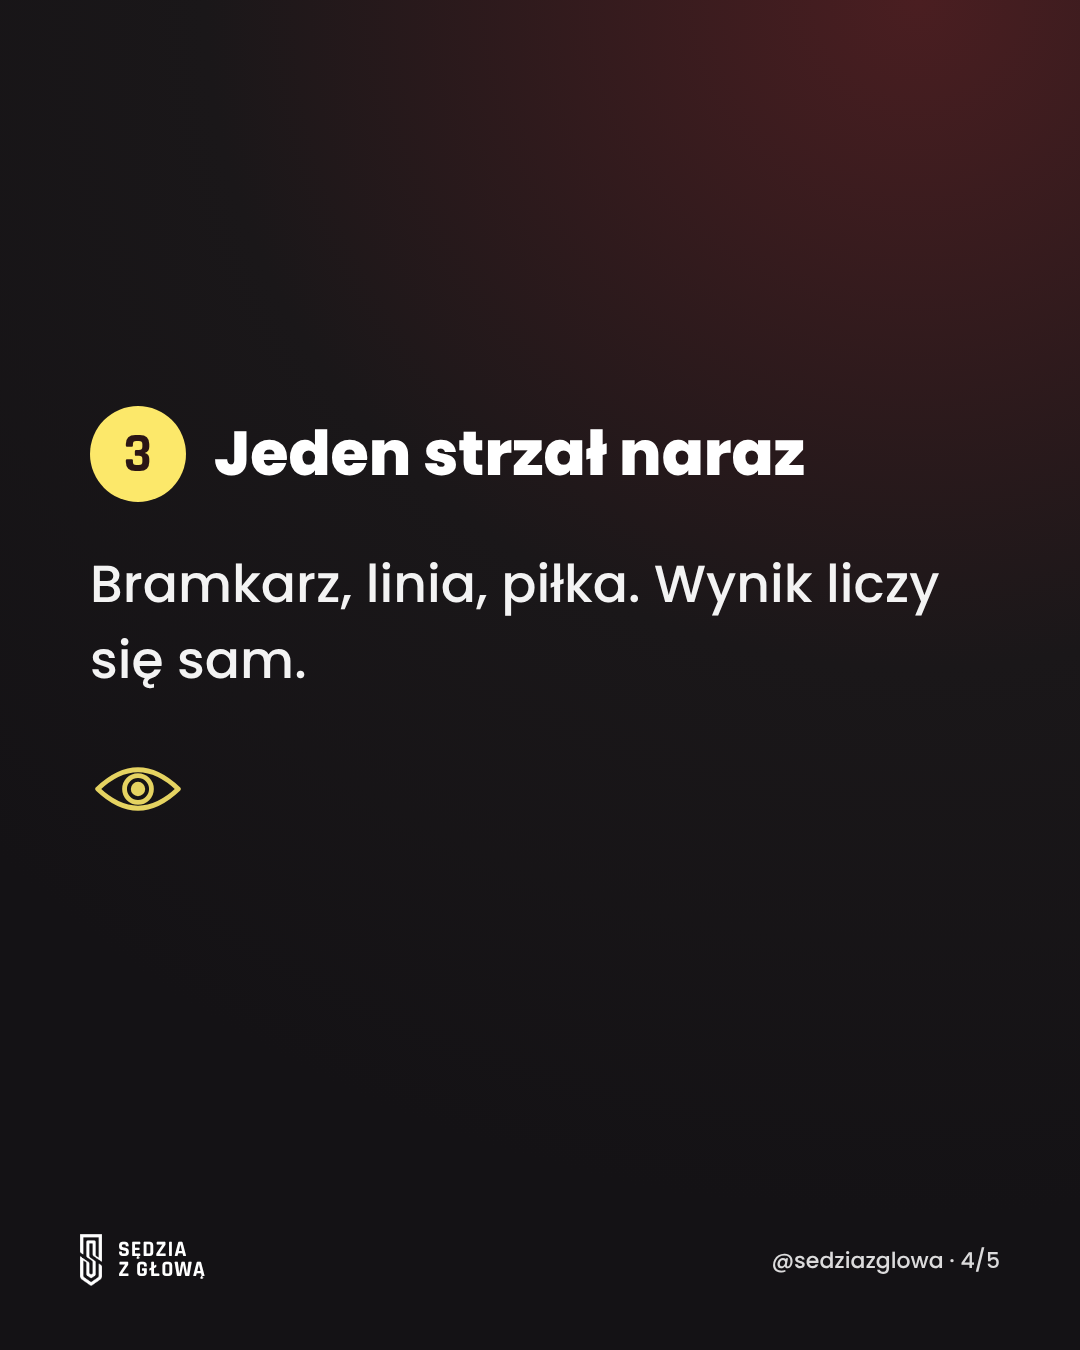 3 Jeden strzał naraz
Bramkarz, linia, piłka. Wynik liczy
się sam.
SĘDZIA
Z GŁOWĄ
@sedziazglowa · 4/5